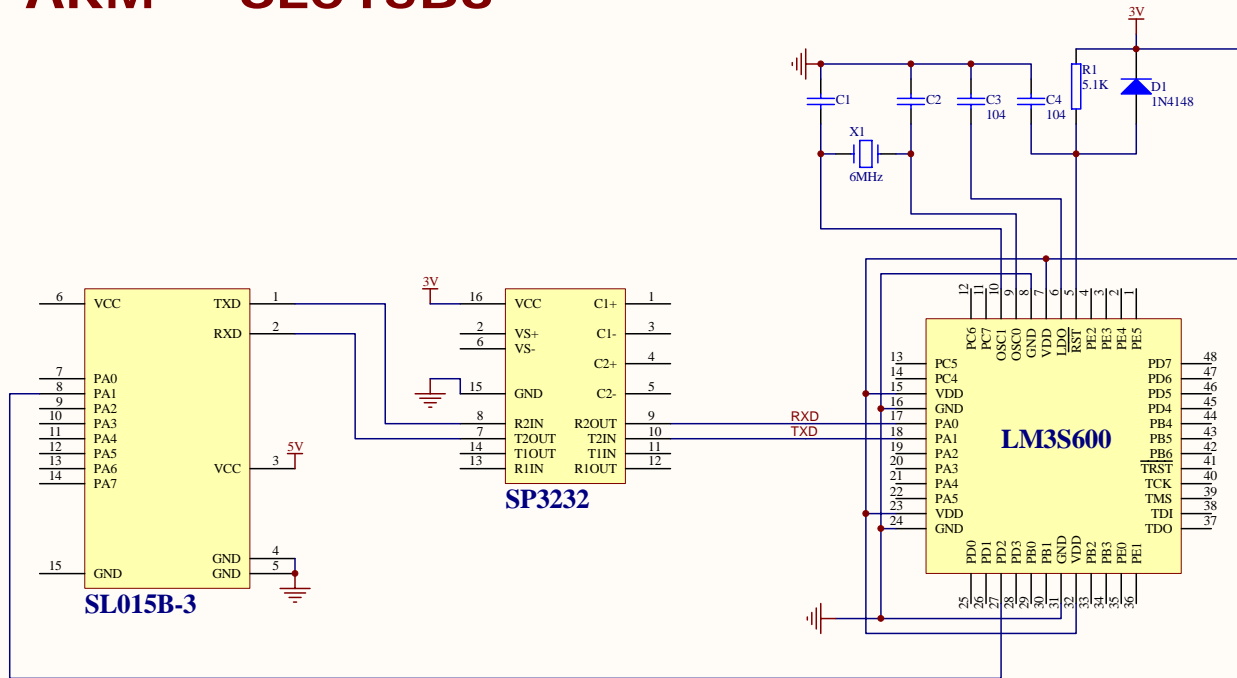 3V
C1
C2
C3
104
C4
104
R1
5.1K
D1
1N4148
X1
6MHz
6
VCC
TXD
1
RXD
2
7
PA0
8
PA1
9
PA2
10
PA3
11
PA4
12
PA5
13
PA6
14
PA7
5V
VCC
3
GND
4
15
GND
GND
5
SL015B-3
3V
16
VCC
C1+
1
2
VS+
C1-
3
6
VS-
C2+
4
15
GND
C2-
5
8
R2IN
R2OUT
9
7
T2OUT
T2IN
10
14
T1OUT
T1IN
11
13
R1IN
R1OUT
12
SP3232
RXD
TXD
12
11
10
9
8
7
6
5
4
3
2
1
PC6
PC7
OSC1
OSC0
GND
VDD
LDO
RST
PE2
PE3
PE4
PE5
13
PC5
14
PC4
15
VDD
16
GND
17
PA0
18
PA1
19
PA2
20
PA3
21
PA4
22
PA5
23
VDD
24
GND
LM3S600
PD7
48
PD6
47
PD5
46
PD4
45
PB4
44
PB5
43
PB6
42
TRST
41
TCK
40
TMS
39
TDI
38
TDO
37
PD0
PD1
PD2
PD3
PB0
PB1
GND
VDD
PB2
PB3
PE0
PE1
25
26
27
28
29
30
31
32
33
34
35
36